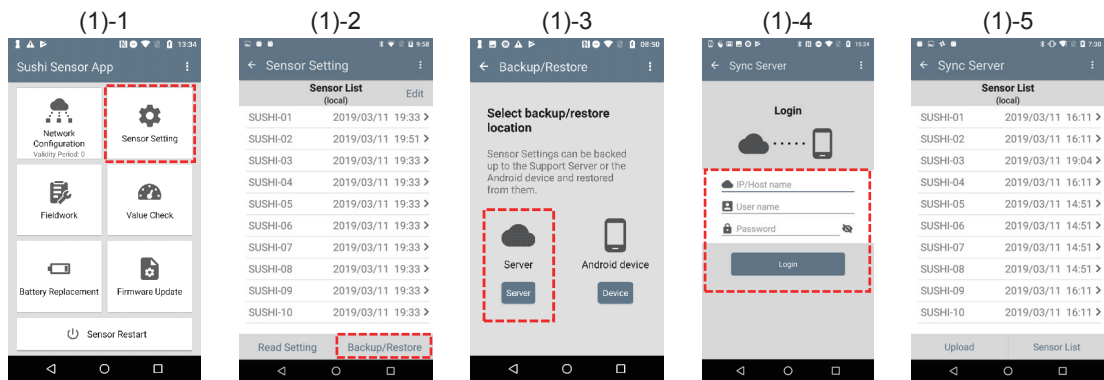 (1)-1
13:34
Sushi Sensor App
Network
Configuration
Validity Period: 0
Sensor Setting
Fieldwork
Value Check
Battery Replacement
Firmware Update
Sensor Restart
(1)-2
9:58
Sensor Setting
Sensor List
(local)
Edit
SUSHI-01 2019/03/11 19:33
SUSHI-02 2019/03/11 19:51
SUSHI-03 2019/03/11 19:33
SUSHI-04 2019/03/11 19:33
SUSHI-05 2019/03/11 19:33
SUSHI-06 2019/03/11 19:33
SUSHI-07 2019/03/11 19:33
SUSHI-08 2019/03/11 19:33
SUSHI-09 2019/03/11 19:33
SUSHI-10 2019/03/11 19:33
Read Setting Backup/Restore
(1)-3
08:50
Backup/Restore
Select backup/restore
location
Sensor Settings can be backed
up to the Support Server or the
Android device and restored
from them.
Server Android device
Server Device
(1)-4
15:24
Sync Server
Login
IP/Host name
User name
Password
Login
(1)-5
7:30
Sync Server
Sensor List
(local)
SUSHI-01 2019/03/11 16:11
SUSHI-02 2019/03/11 16:11
SUSHI-03 2019/03/11 19:04
SUSHI-04 2019/03/11 16:11
SUSHI-05 2019/03/11 14:51
SUSHI-06 2019/03/11 14:51
SUSHI-07 2019/03/11 14:51
SUSHI-08 2019/03/11 14:51
SUSHI-09 2019/03/11 16:11
SUSHI-10 2019/03/11 16:11
Upload Sensor List